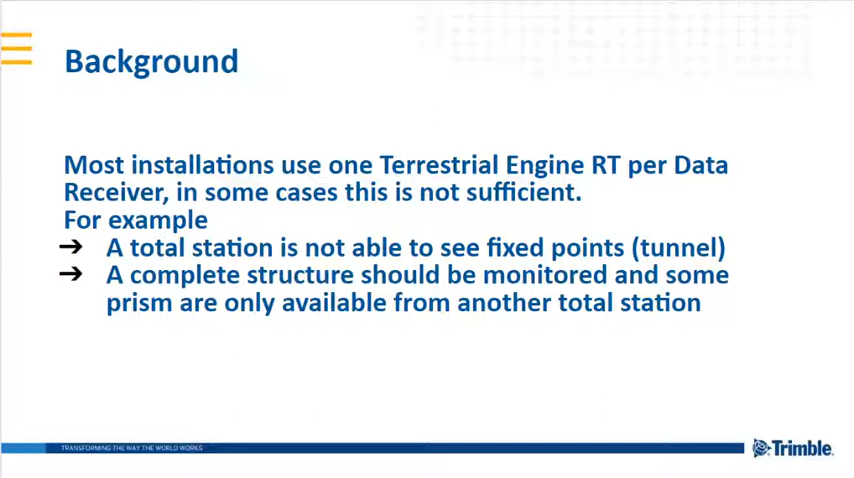 Background
Most installations use one Terrestrial Engine RT per Data
Receiver, in some cases this is not sufficient.
For example
➔ A total station is not able to see fixed points (tunnel)
➔ A complete structure should be monitored and some
prism are only available from another total station
TRANSFORMING THE WAY THE WORLD WORKS
Trimble.